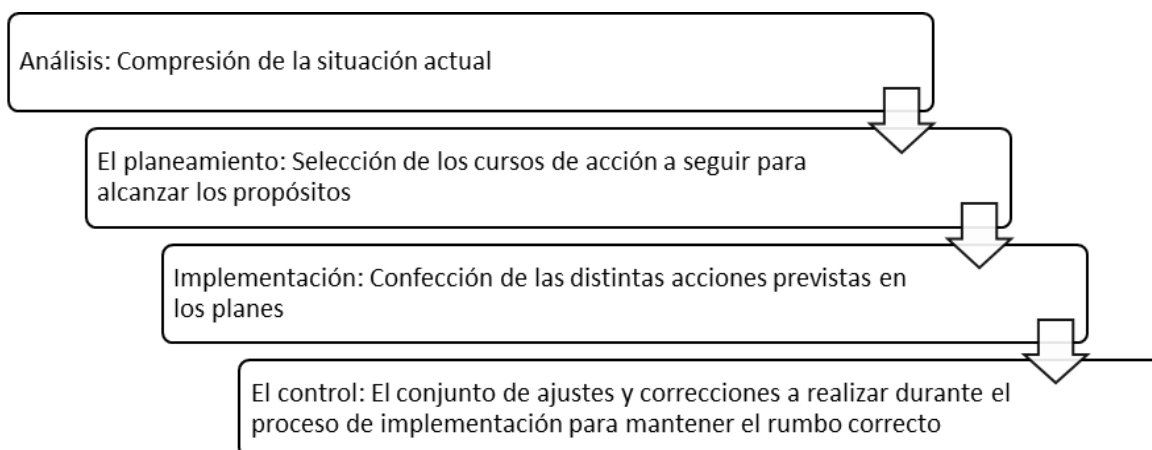 Análisis: Compresión de la situación actual
El planeamiento: Selección de los cursos de acción a seguir para
alcanzar los propósitos
Implementación: Confección de las distintas acciones previstas en
los planes
El control: El conjunto de ajustes y correcciones a realizar durante el
proceso de implementación para mantener el rumbo correcto